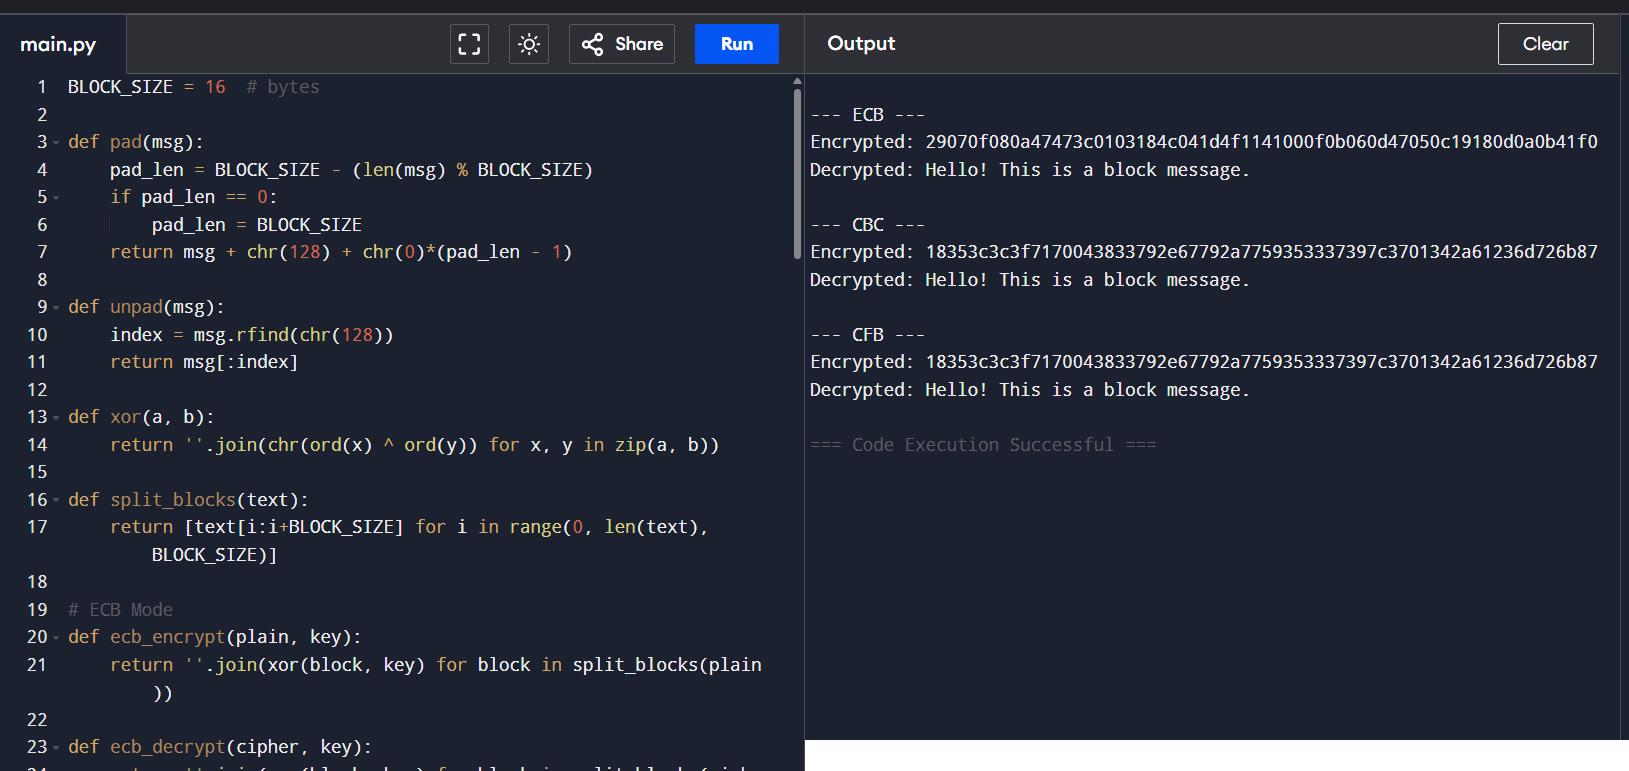 main.py
Share
Run
Output
Clear
1 BLOCK_SIZE = 16  # bytes
2
3 def pad(msg):
4     pad_len = BLOCK_SIZE - (len(msg) % BLOCK_SIZE)
5     if pad_len == 0:
6         pad_len = BLOCK_SIZE
7     return msg + chr(128) + chr(0)*(pad_len - 1)
8
9 def unpad(msg):
10     index = msg.rfind(chr(128))
11     return msg[:index]
12
13 def xor(a, b):
14     return ''.join(chr(ord(x) ^ ord(y)) for x, y in zip(a, b))
15
16 def split_blocks(text):
17     return [text[i:i+BLOCK_SIZE] for i in range(0, len(text),
BLOCK_SIZE)]
18
19 # ECB Mode
20 def ecb_encrypt(plain, key):
21     return ''.join(xor(block, key) for block in split_blocks(plain
))
22
23 def ecb_decrypt(cipher, key):
--- ECB ---
Encrypted: 29070f080a47473c0103184c041d4f1141000f0b060d47050c19180d0a0b41f0
Decrypted: Hello! This is a block message.
--- CBC ---
Encrypted: 18353c3c3f7170043833792e67792a7759353337397c3701342a61236d726b87
Decrypted: Hello! This is a block message.
--- CFB ---
Encrypted: 18353c3c3f7170043833792e67792a7759353337397c3701342a61236d726b87
Decrypted: Hello! This is a block message.
=== Code Execution Successful ===